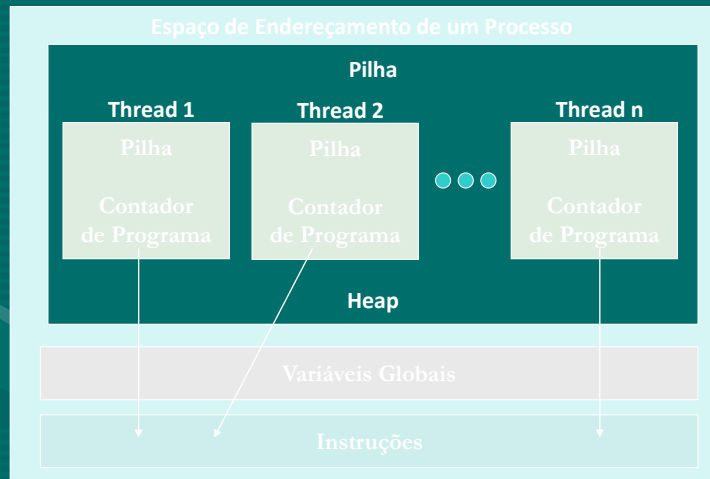 Espaço de Endereçamento de um Processo
Pilha
Thread 1
Thread 2
Thread n
Pilha
Pilha
Pilha
Contador
de Programa
Contador
de Programa
Contador
de Programa
Heap
Variáveis Globais
Instruções